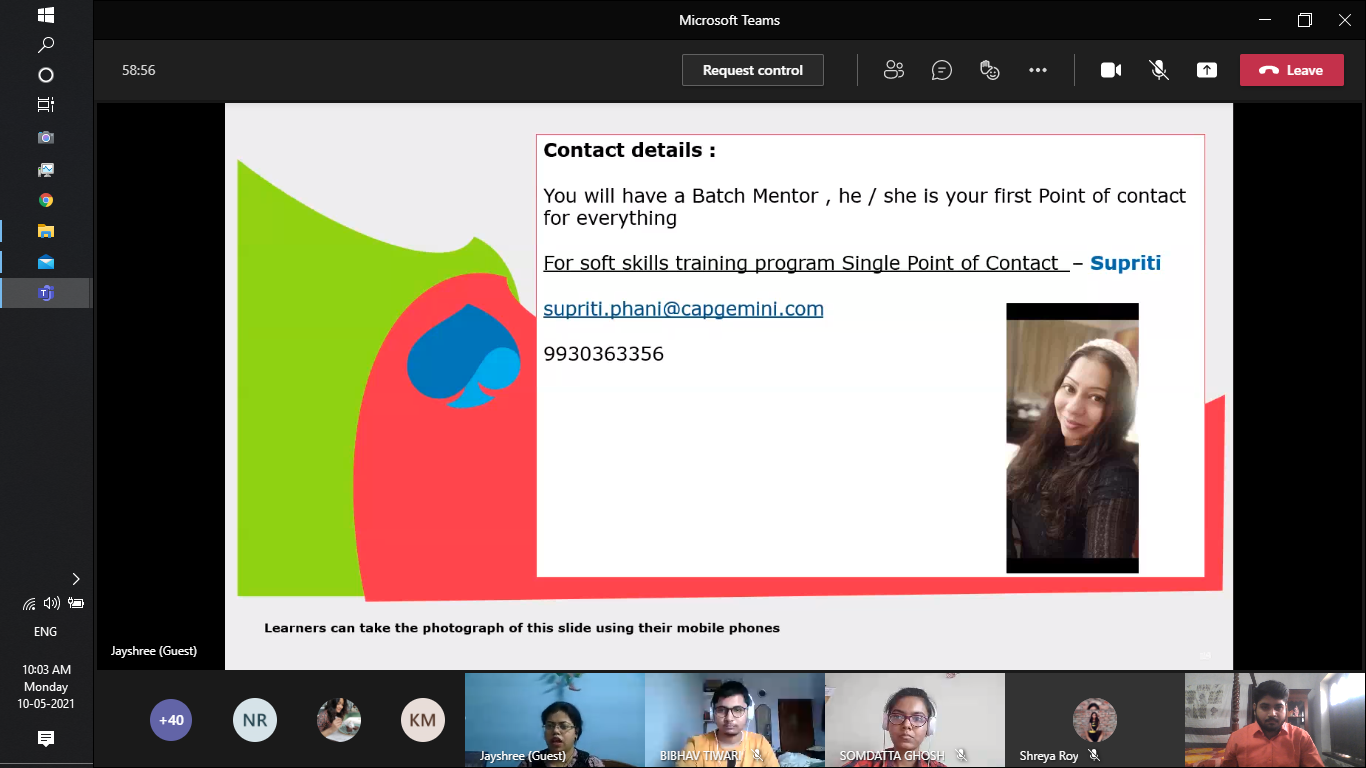 Microsoft Teams
58:56
Request control
Leave
Contact details :
You will have a Batch Mentor , he / she is your first Point of contact
for everything
For soft skills training program Single Point of Contact – Supriti
supriti.phani@capgemini.com
9930363356
Learners can take the photograph of this slide using their mobile phones
Jayshree (Guest)
ENG
10:03 AM
Monday
10-05-2021
+40
NR
KM
Jayshree (Guest)
BIBHAV TIWARI
SOMDATTA GHOSH
Shreya Roy